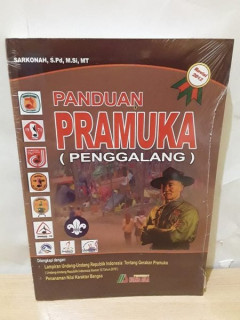 SARKONAH, S.Pd, M.Si, MT
PANDUAN
PRAMUKA
( PENGGALANG )
Dilengkapi dengan:
Lampiran Undang-Undang Republik Indonesia Tentang Gerakan Pramuka
Penanaman Nilai Karakter Bangsa